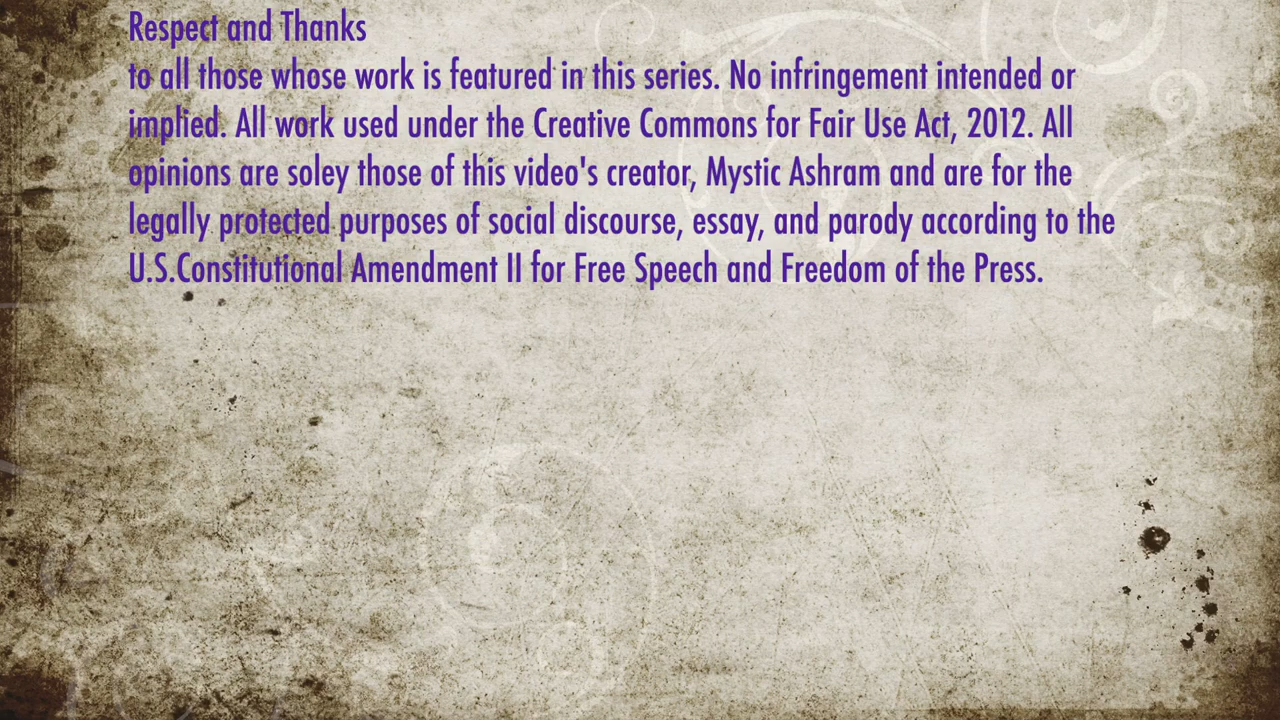 Respect and Thanks
to all those whose work is featured in this series. No infringement intended or
implied. All work used under the Creative Commons for Fair Use Act, 2012. All
opinions are soley those of this video's creator, Mystic Ashram and are for the
legally protected purposes of social discourse, essay, and parody according to the
U.S.Constitutional Amendment II for Free Speech and Freedom of the Press.